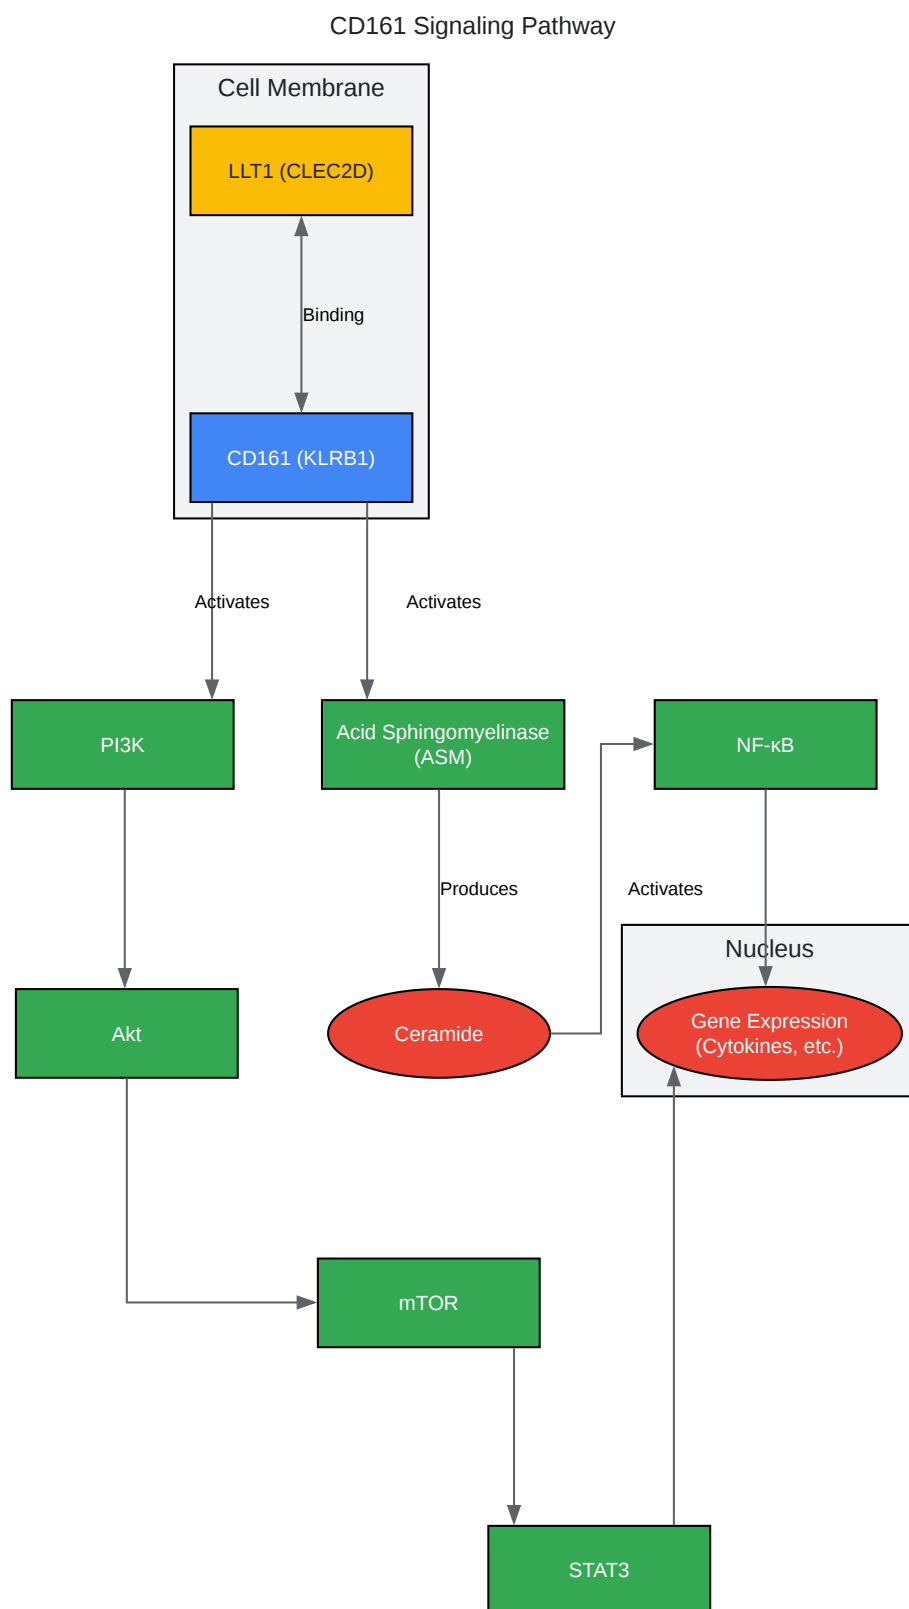 CD161 Signaling Pathway
Cell Membrane
LLT1 (CLEC2D)
Binding
CD161 (KLRB1)
Activates
Activates
PI3K
Acid Sphingomyelinase
(ASM)
NF-κB
Produces
Activates
Nucleus
Akt
Ceramide
Gene Expression
(Cytokines, etc.)
mTOR
STAT3